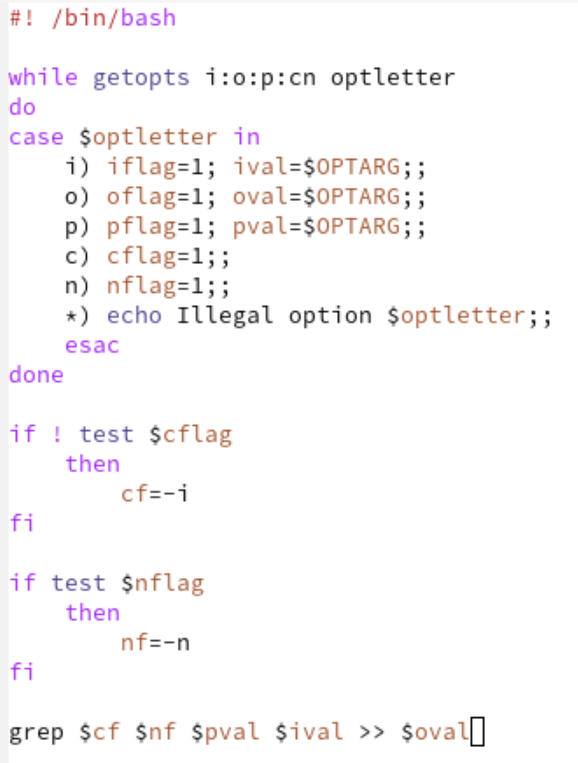 #! /bin/bash
while getopts i:o:p:cn optletter
do
case $optletter in
    i) iflag=1; ival=$OPTARG;;
    o) oflag=1; oval=$OPTARG;;
    p) pflag=1; pval=$OPTARG;;
    c) cflag=1;;
    n) nflag=1;;
    *) echo Illegal option $optletter;;
    esac
done
if ! test $cflag
    then
        cf=-i
fi
if test $nflag
    then
        nf=-n
fi
grep $cf $nf $pval $ival >> $oval